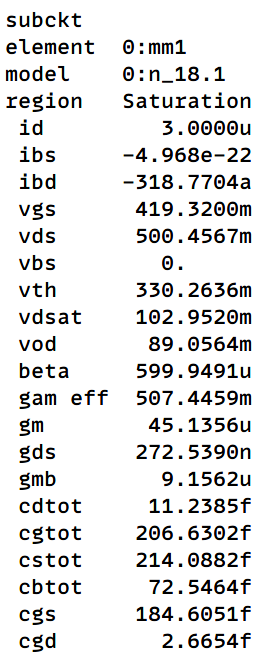 subckt
element 0:mm1
model 0:n_18.1
region Saturation
id 3.0000u
ibs -4.968e-22
ibd -318.7704a
vgs 419.3200m
vds 500.4567m
vbs 0.
vth 330.2636m
vdsat 102.9520m
vod 89.0564m
beta 599.9491u
gam eff 507.4459m
gm 45.1356u
gds 272.5390n
gmb 9.1562u
cdtot 11.2385f
cgtot 206.6302f
cstot 214.0882f
cbtot 72.5464f
cgs 184.6051f
cgd 2.6654f